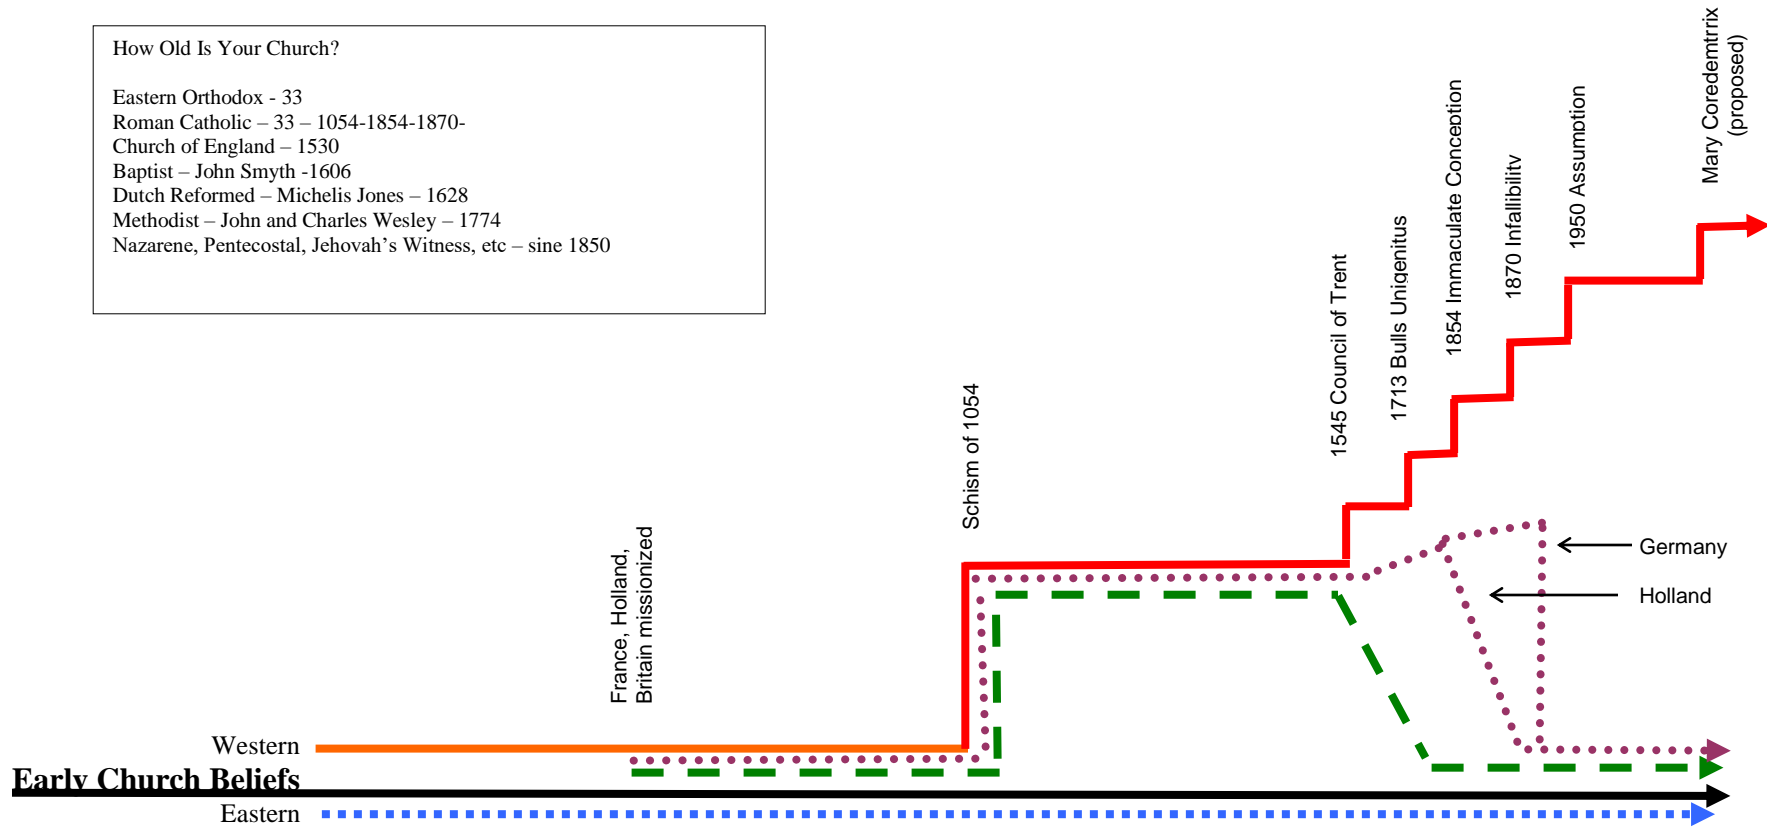 How Old Is Your Church?
Eastern Orthodox - 33
Roman Catholic – 33 – 1054-1854-1870-
Church of England – 1530
Baptist – John Smyth -1606
Dutch Reformed – Michelis Jones – 1628
Methodist – John and Charles Wesley – 1774
Nazarene, Pentecostal, Jehovah's Witness, etc – sine 1850
France, Holland,
Britain missionized
Schism of 1054
1545 Council of Trent
1713 Bulls Unigenitus
1854 Immaculate Conception
1870 Infallibility
1950 Assumption
Mary Coredemtrix
(proposed)
Germany
Holland
Western
Early Church Beliefs
Eastern